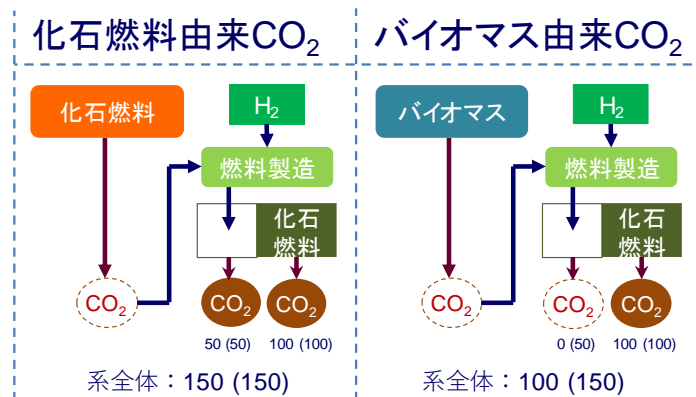 化石燃料由来CO₂
化石燃料
H₂
燃料製造
化石
燃料
CO₂
CO₂
CO₂
50 (50)
100 (100)
系全体：150 (150)
バイオマス由来CO₂
バイオマス
H₂
燃料製造
化石
燃料
CO₂
CO₂
CO₂
0 (50)
100 (100)
系全体：100 (150)